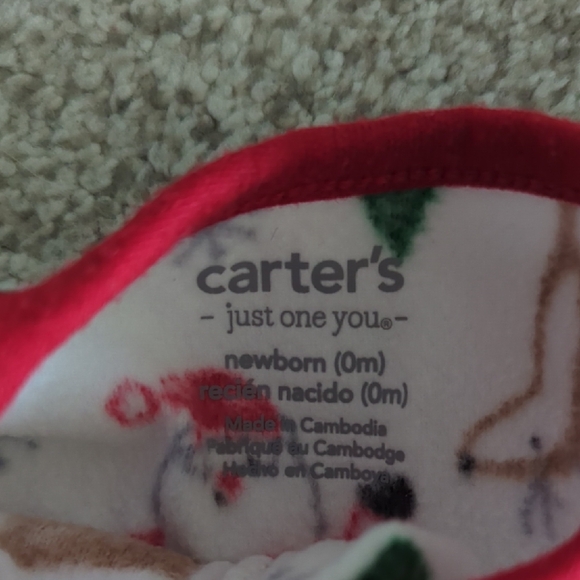 carter's
- just one you®-
newborn (0m)
recién nacido (0m)
Made in Cambodia
Fabriqué au Cambodge
Hecho en Camboya